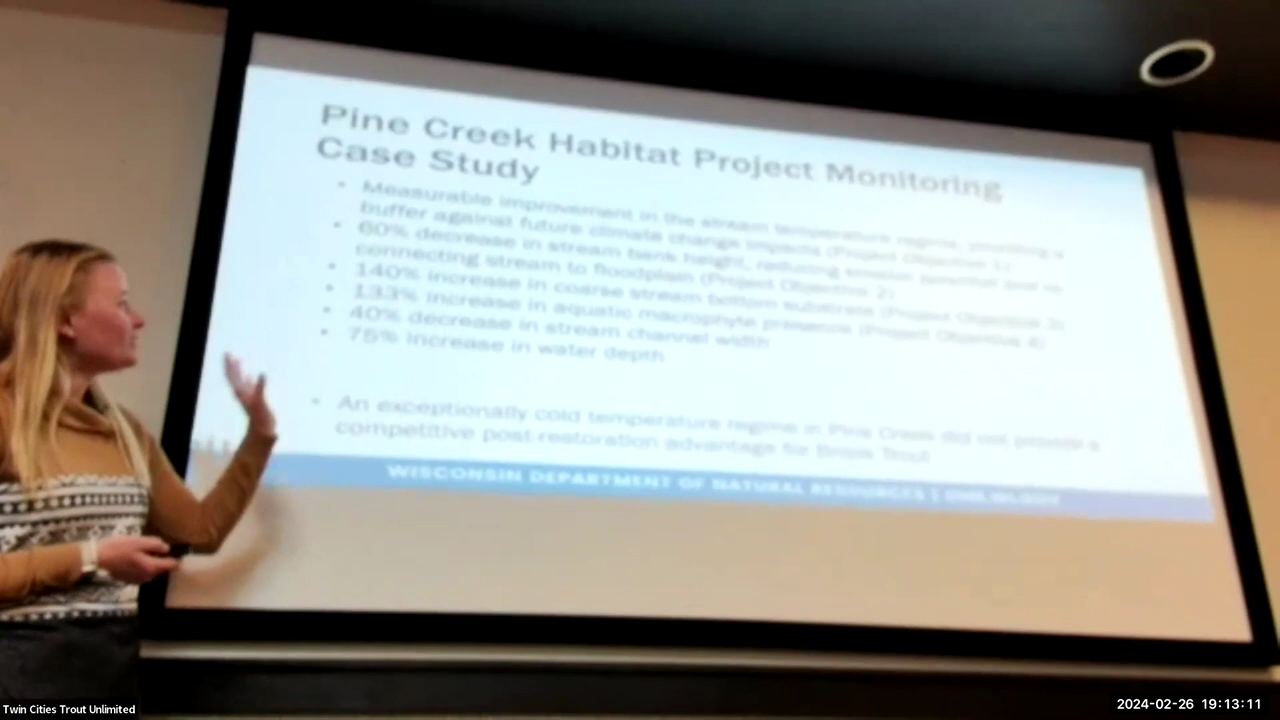 Pine Creek Habitat Project Monitoring
Case Study
• Measurable improvement in the stream temperature regime, providing a
buffer against future climate change impacts (Project Objective 1)
• 60% decrease in stream bank height, reducing erosion potential and re-
connecting stream to floodplain (Project Objective 2)
• 140% increase in coarse stream bottom substrate (Project Objective 3)
• 133% increase in aquatic macrophyte presence (Project Objective 4)
• 40% decrease in stream channel width
• 75% increase in water depth
• An exceptionally cold temperature regime in Pine Creek did not provide a
competitive post restoration advantage for Brook Trout
WISCONSIN DEPARTMENT OF NATURAL RESOURCES | DNR.WI.GOV
Twin Cities Trout Unlimited
2024-02-26 19:13:11